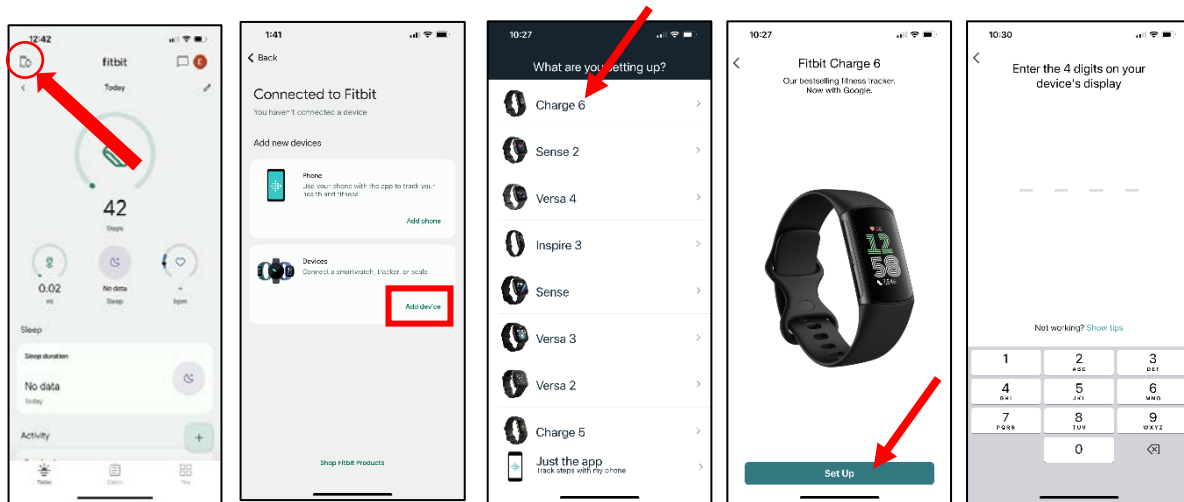 12:42
fitbit
E
Today
42
Steps
0.02
mi
No data
Sleep
-
bpm
Sleep
Sleep duration
No data
Today
Activity
Today
You
1:41
Back
Connected to Fitbit
You haven't connected a device
Add new devices
Phone
Use your phone with the app to track your
health and fitness
Add phone
Devices
Connect a smartwatch, tracker, or scale
Add device
Shop Fitbit Products
10:27
What are you setting up?
Charge 6
Sense 2
Versa 4
Inspire 3
Sense
Versa 3
Versa 2
Charge 5
Just the app
Track steps with my phone
10:27
Fitbit Charge 6
Our bestselling fitness tracker.
Now with Google.
12
58
Set Up
10:30
Enter the 4 digits on your
device's display
Not working? Show tips
1
2
ABC
3
DEF
4
GHI
5
JKL
6
MNO
7
PQRS
8
TUV
9
WXYZ
0